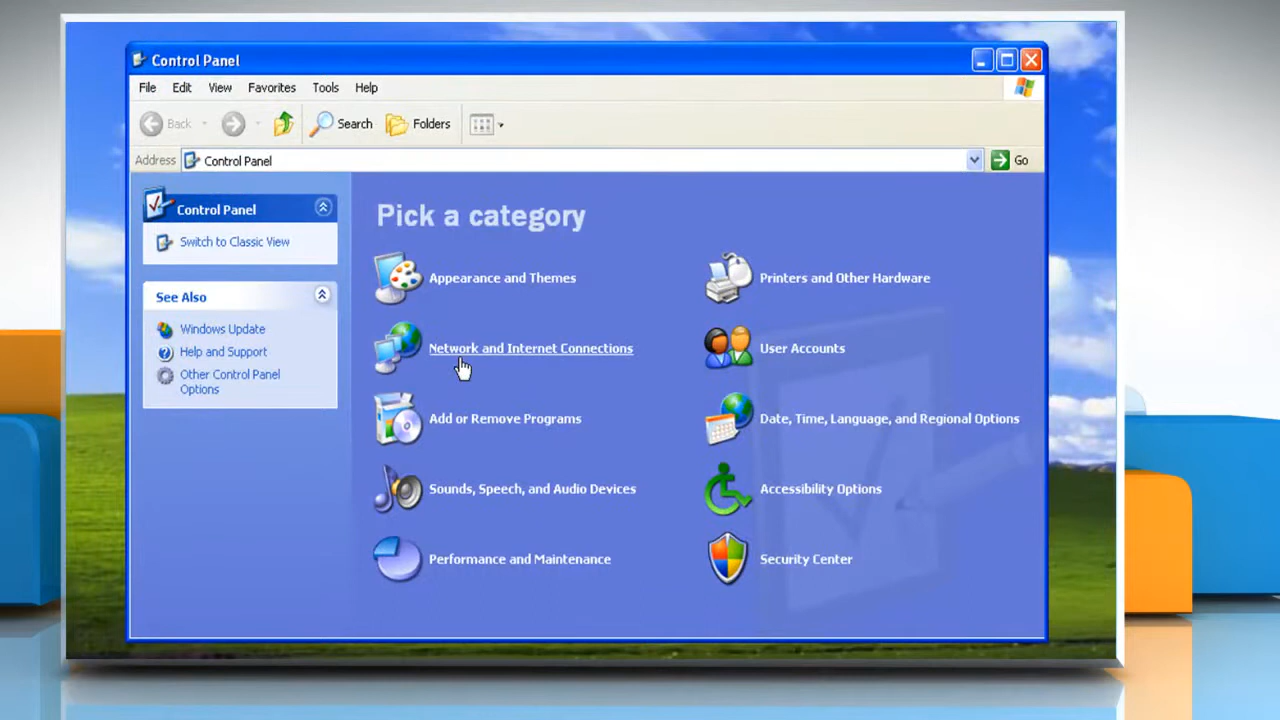 Control Panel
File Edit View Favorites Tools Help
Back Search Folders
Address Control Panel Go
Control Panel
Switch to Classic View
See Also
Windows Update
Help and Support
Other Control Panel
Options
Pick a category
Appearance and Themes
Printers and Other Hardware
Network and Internet Connections
User Accounts
Add or Remove Programs
Date, Time, Language, and Regional Options
Sounds, Speech, and Audio Devices
Accessibility Options
Performance and Maintenance
Security Center